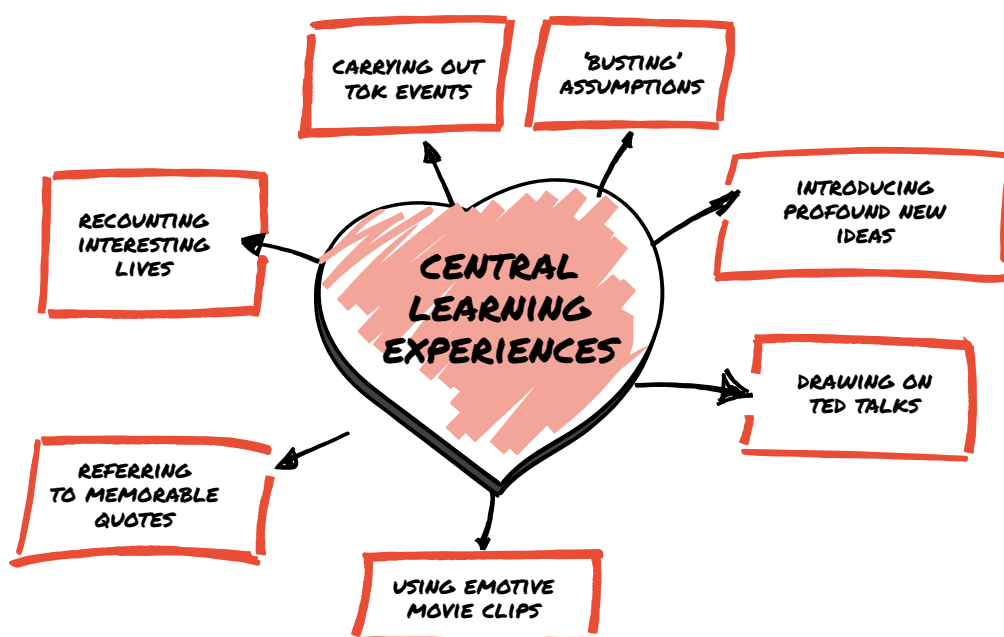 CARRYING OUT
TOK EVENTS
'BUSTING'
ASSUMPTIONS
RECOUNTING
INTERESTING
LIVES
INTRODUCING
PROFOUND NEW
IDEAS
CENTRAL
LEARNING
EXPERIENCES
DRAWING ON
TED TALKS
REFERRING
TO MEMORABLE
QUOTES
USING EMOTIVE
MOVIE CLIPS